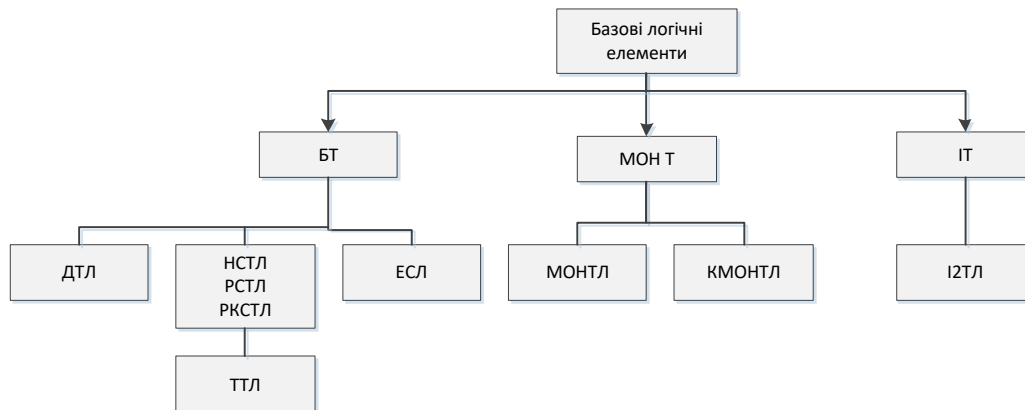 Базові логічні
елементи
БТ
МОН Т
ІТ
ДТЛ
НСТЛ
РСТЛ
РКСТЛ
ЕСЛ
МОНТЛ
КМОНТЛ
І2ТЛ
ТТЛ